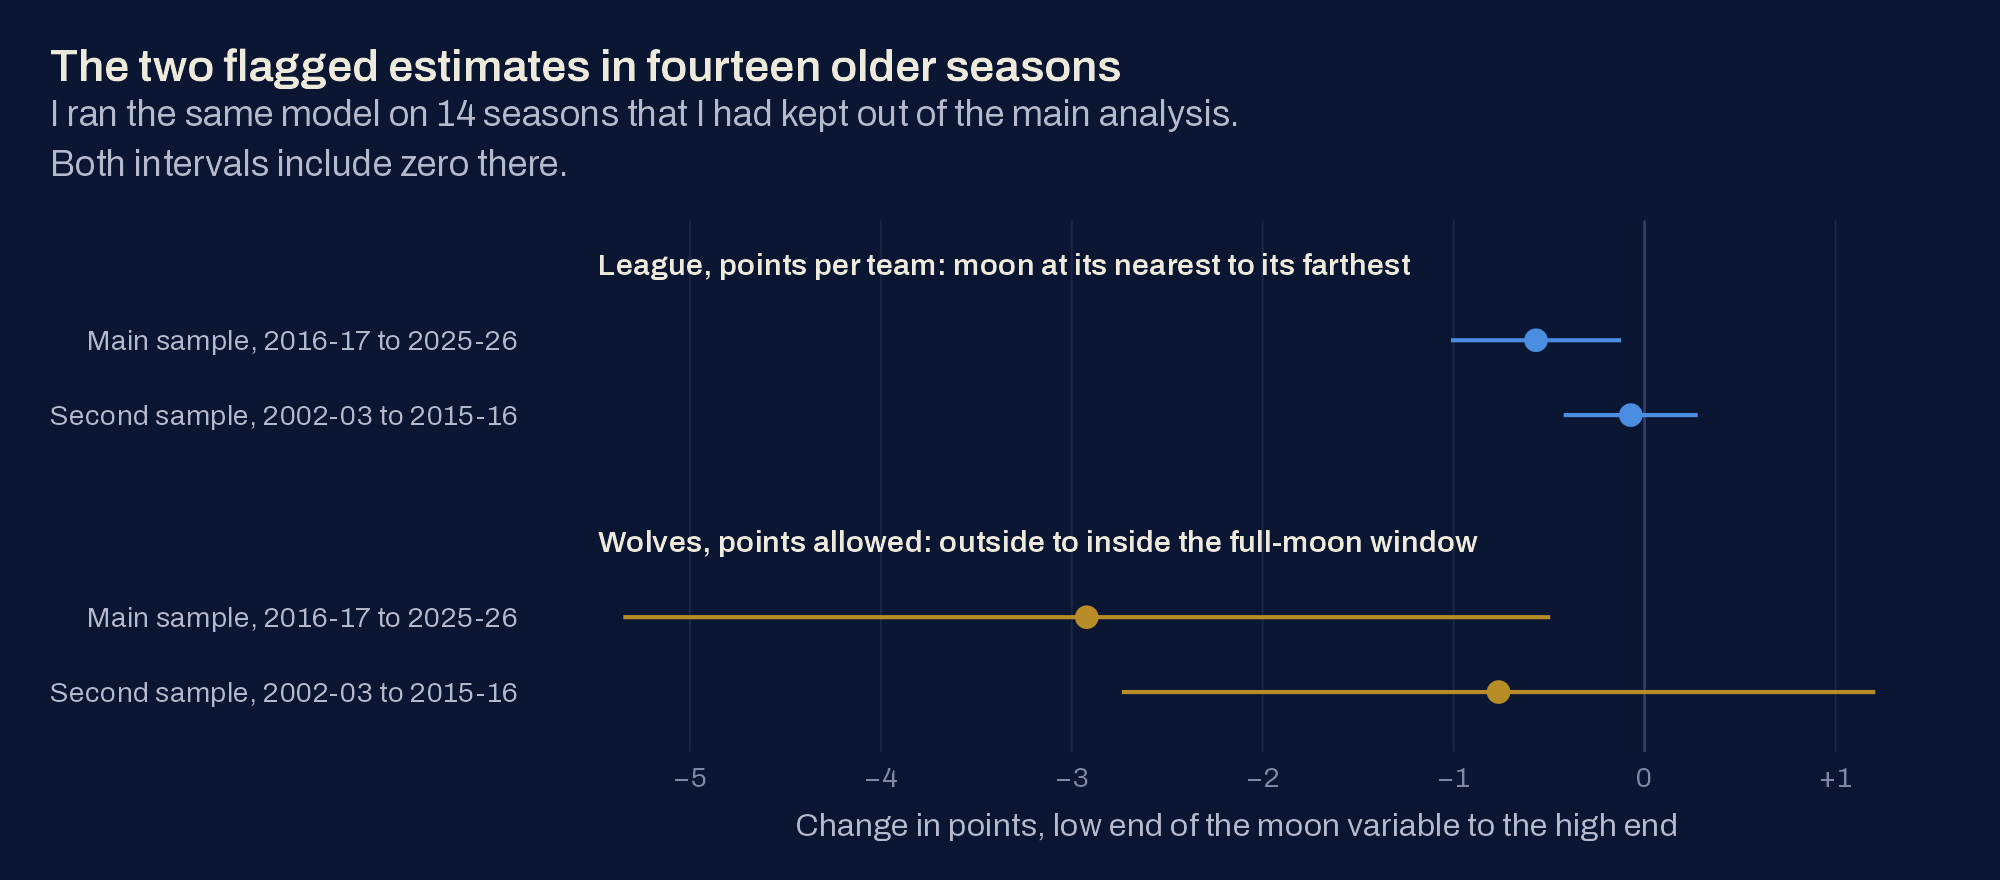 The two flagged estimates in fourteen older seasons
I ran the same model on 14 seasons that I had kept out of the main analysis.
Both intervals include zero there.
League, points per team: moon at its nearest to its farthest
Main sample, 2016-17 to 2025-26
Second sample, 2002-03 to 2015-16
Wolves, points allowed: outside to inside the full-moon window
Main sample, 2016-17 to 2025-26
Second sample, 2002-03 to 2015-16
−5 −4 −3 −2 −1 0 +1
Change in points, low end of the moon variable to the high end